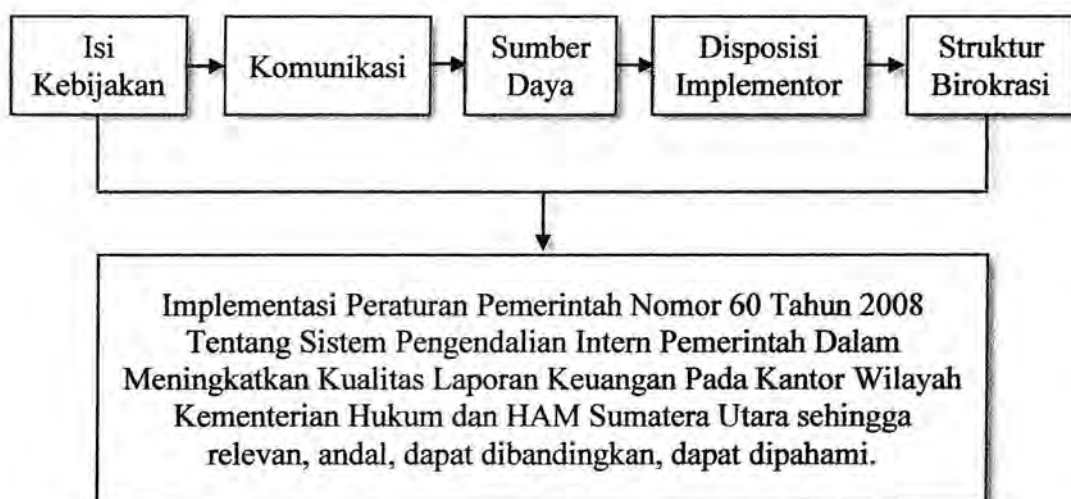 Isi
Kebijakan
Komunikasi
Sumber
Daya
Disposisi
Implementor
Struktur
Birokrasi
Implementasi Peraturan Pemerintah Nomor 60 Tahun 2008
Tentang Sistem Pengendalian Intern Pemerintah Dalam
Meningkatkan Kualitas Laporan Keuangan Pada Kantor Wilayah
Kementerian Hukum dan HAM Sumatera Utara sehingga
relevan, andal, dapat dibandingkan, dapat dipahami.